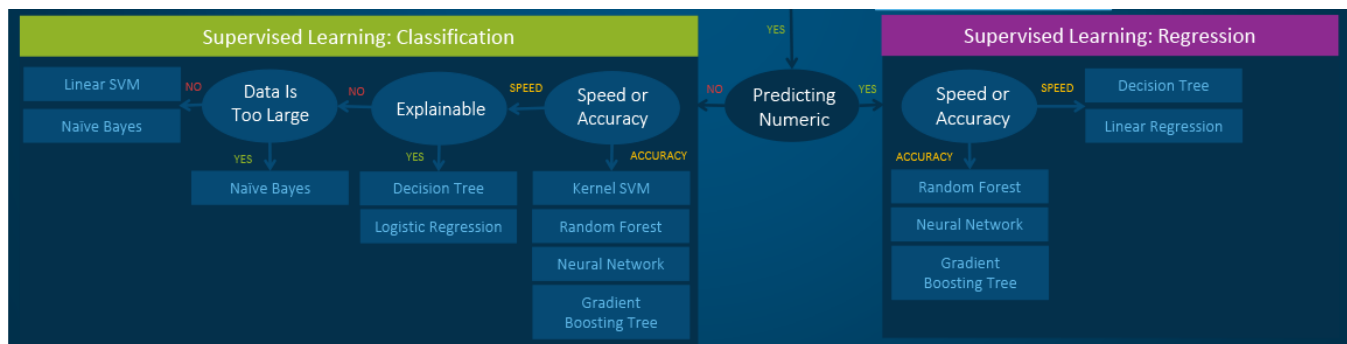 Supervised Learning: Classification
YES
Supervised Learning: Regression
Linear SVM
NO
Data Is
Too Large
NO
Explainable
SPEED
Speed or
Accuracy
NO
Predicting
Numeric
YES
Speed or
Accuracy
SPEED
Decision Tree
Naïve Bayes
Linear Regression
YES
YES
ACCURACY
ACCURACY
Naïve Bayes
Decision Tree
Logistic Regression
Kernel SVM
Random Forest
Neural Network
Gradient
Boosting Tree
Random Forest
Neural Network
Gradient
Boosting Tree